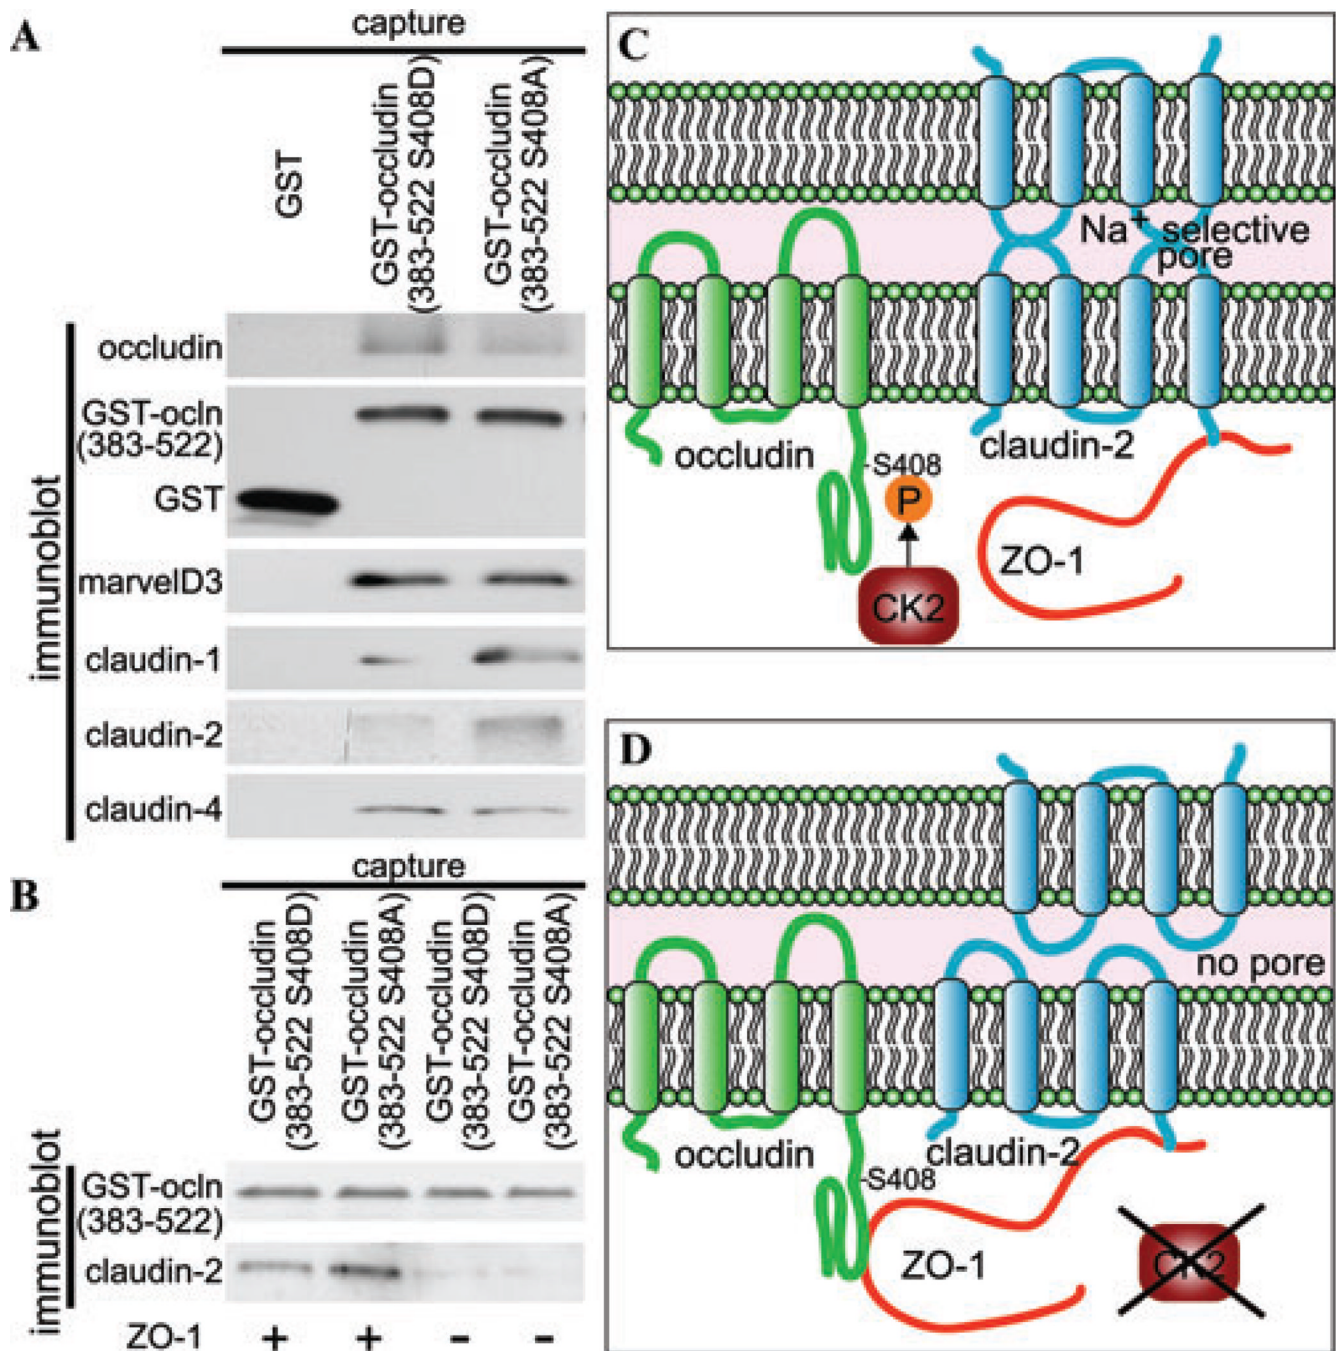 A
capture
GST
GST-occludin
(383-522 S408D)
GST-occludin
(383-522 S408A)
immunoblot
occludin
GST-ocln
(383-522)
GST
marvelD3
claudin-1
claudin-2
claudin-4
B
capture
GST-occludin
(383-522 S408D)
GST-occludin
(383-522 S408A)
GST-occludin
(383-522 S408D)
GST-occludin
(383-522 S408A)
immunoblot
GST-ocln
(383-522)
claudin-2
ZO-1 + + - -
C
Na+ selective
pore
occludin
claudin-2
-S408
P
CK2
ZO-1
D
no pore
occludin
claudin-2
-S408
ZO-1
CK2